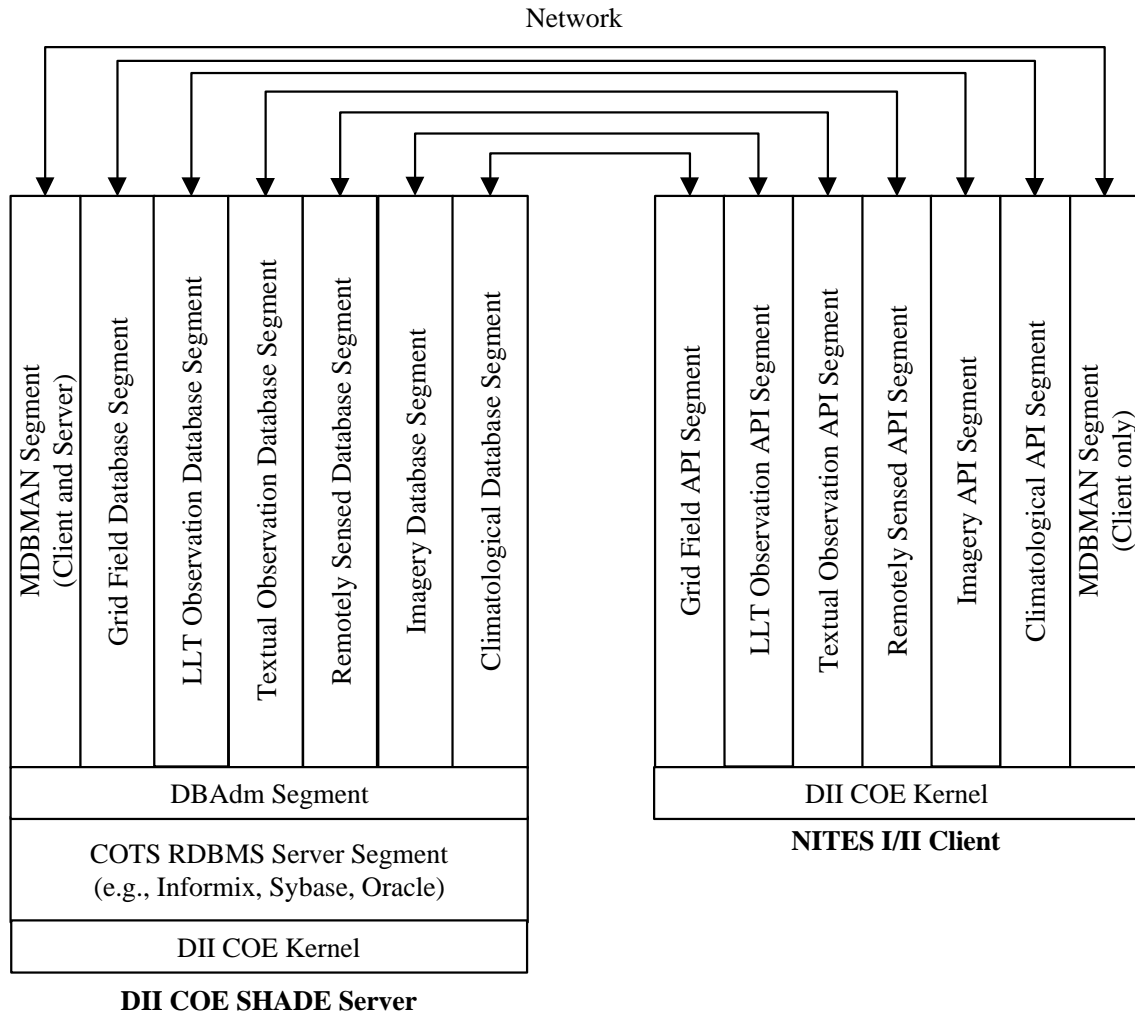 Network
MDBMAN Segment
(Client and Server)
Grid Field Database Segment
LLT Observation Database Segment
Textual Observation Database Segment
Remotely Sensed Database Segment
Imagery Database Segment
Climatological Database Segment
Grid Field API Segment
LLT Observation API Segment
Textual Observation API Segment
Remotely Sensed API Segment
Imagery API Segment
Climatological API Segment
MDBMAN Segment
(Client only)
DBAdm Segment
COTS RDBMS Server Segment
(e.g., Informix, Sybase, Oracle)
DII COE Kernel
DII COE SHADE Server
DII COE Kernel
NITES I/II Client